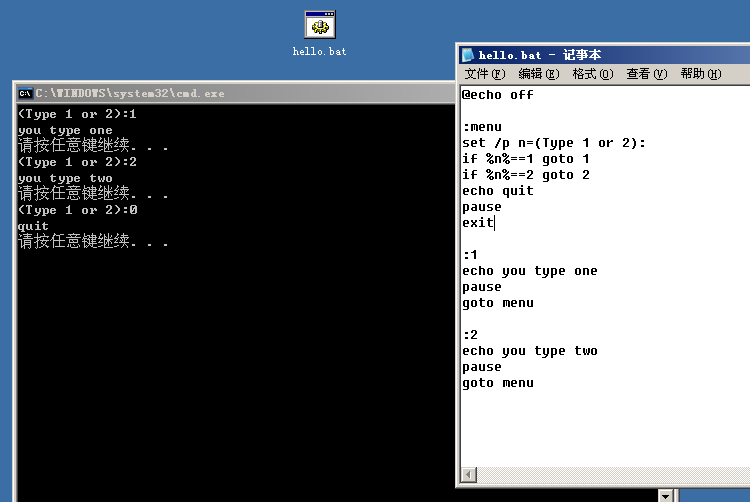 hello.bat
C:\WINDOWS\system32\cmd.exe
(Type 1 or 2):1
you type one
请按任意键继续. . .
(Type 1 or 2):2
you type two
请按任意键继续. . .
(Type 1 or 2):0
quit
请按任意键继续. . .
hello.bat - 记事本
文件(F) 编辑(E) 格式(O) 查看(V) 帮助(H)
@echo off
:menu
set /p n=(Type 1 or 2):
if %n%==1 goto 1
if %n%==2 goto 2
echo quit
pause
exit
:1
echo you type one
pause
goto menu
:2
echo you type two
pause
goto menu